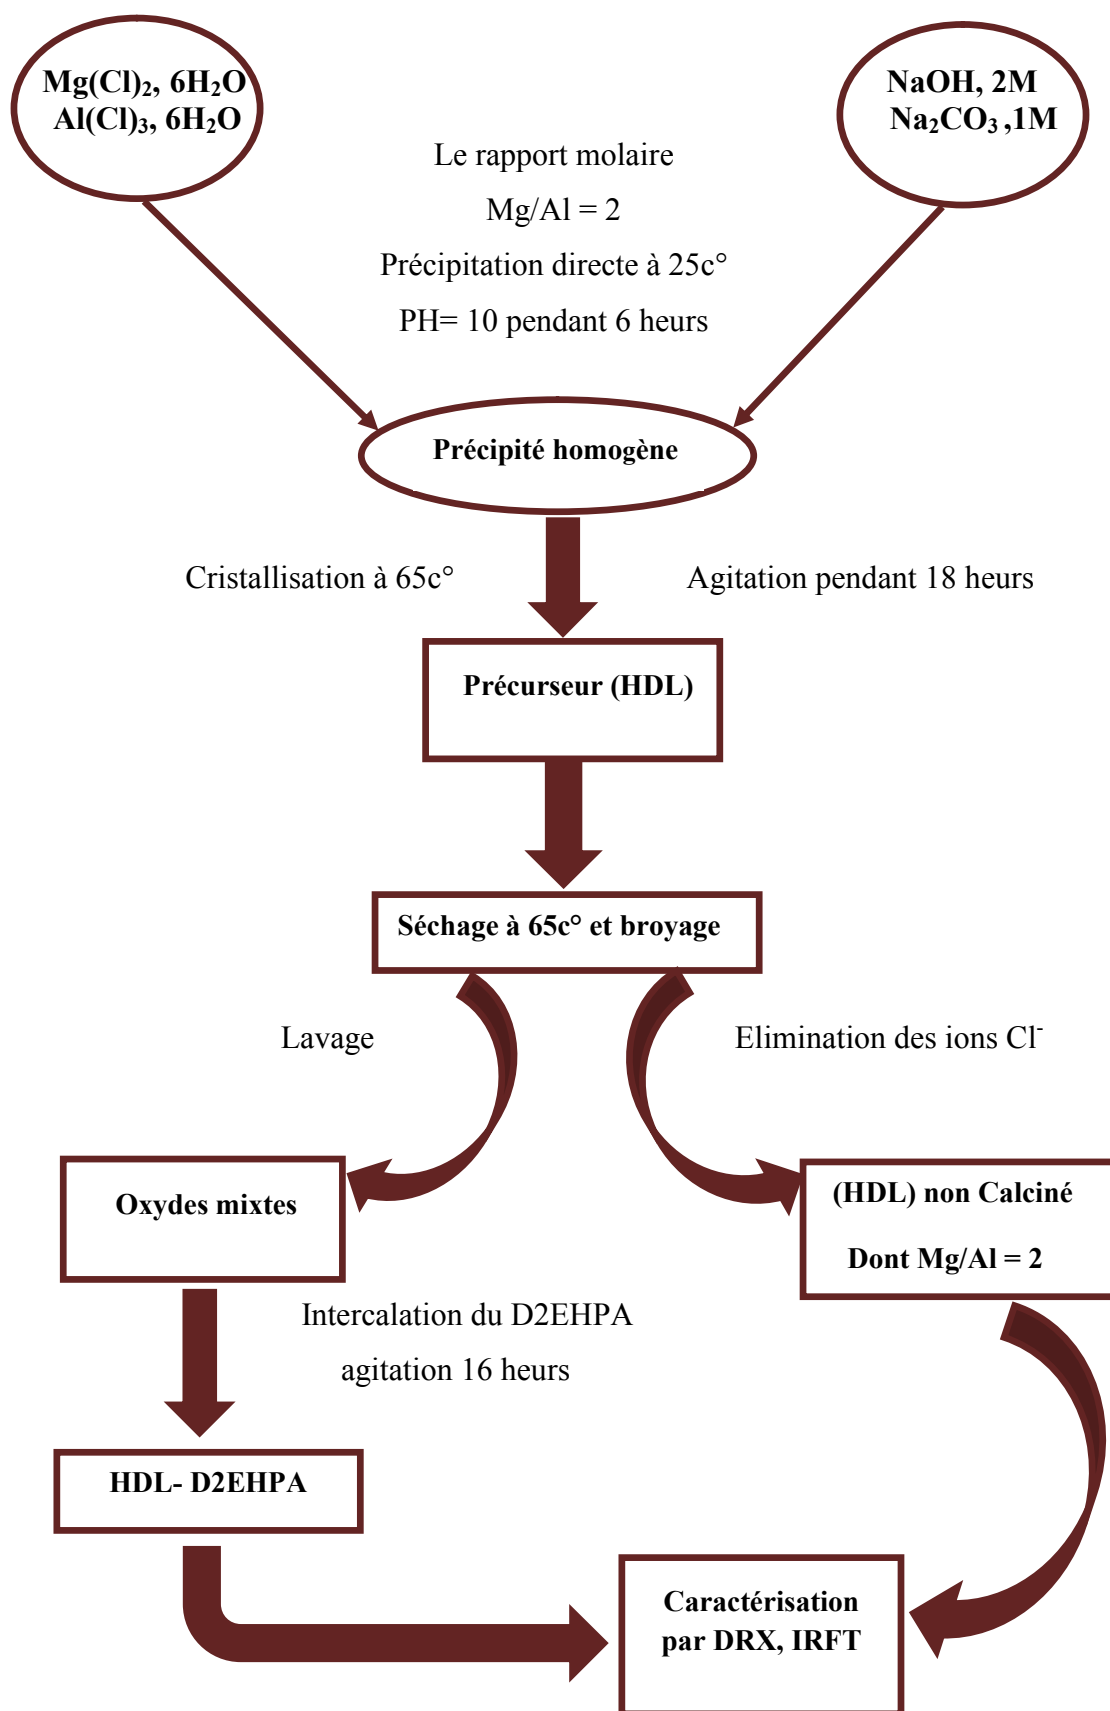 Mg(Cl)₂, 6H₂O
Al(Cl)₃, 6H₂O
NaOH, 2M
Na₂CO₃ ,1M
Le rapport molaire
Mg/Al = 2
Précipitation directe à 25c°
PH= 10 pendant 6 heurs
Précipité homogène
Cristallisation à 65c°
Agitation pendant 18 heurs
Précurseur (HDL)
Séchage à 65c° et broyage
Lavage
Elimination des ions Cl⁻
Oxydes mixtes
(HDL) non Calciné
Dont Mg/Al = 2
Intercalation du D2EHPA
agitation 16 heurs
HDL- D2EHPA
Caractérisation
par DRX, IRFT